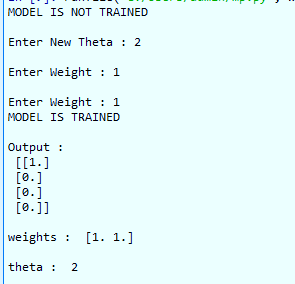 MODEL IS NOT TRAINED
Enter New Theta : 2
Enter Weight : 1
Enter Weight : 1
MODEL IS TRAINED
Output :
[[1.]
[0.]
[0.]
[0.]]
weights :  [1. 1.]
theta :  2